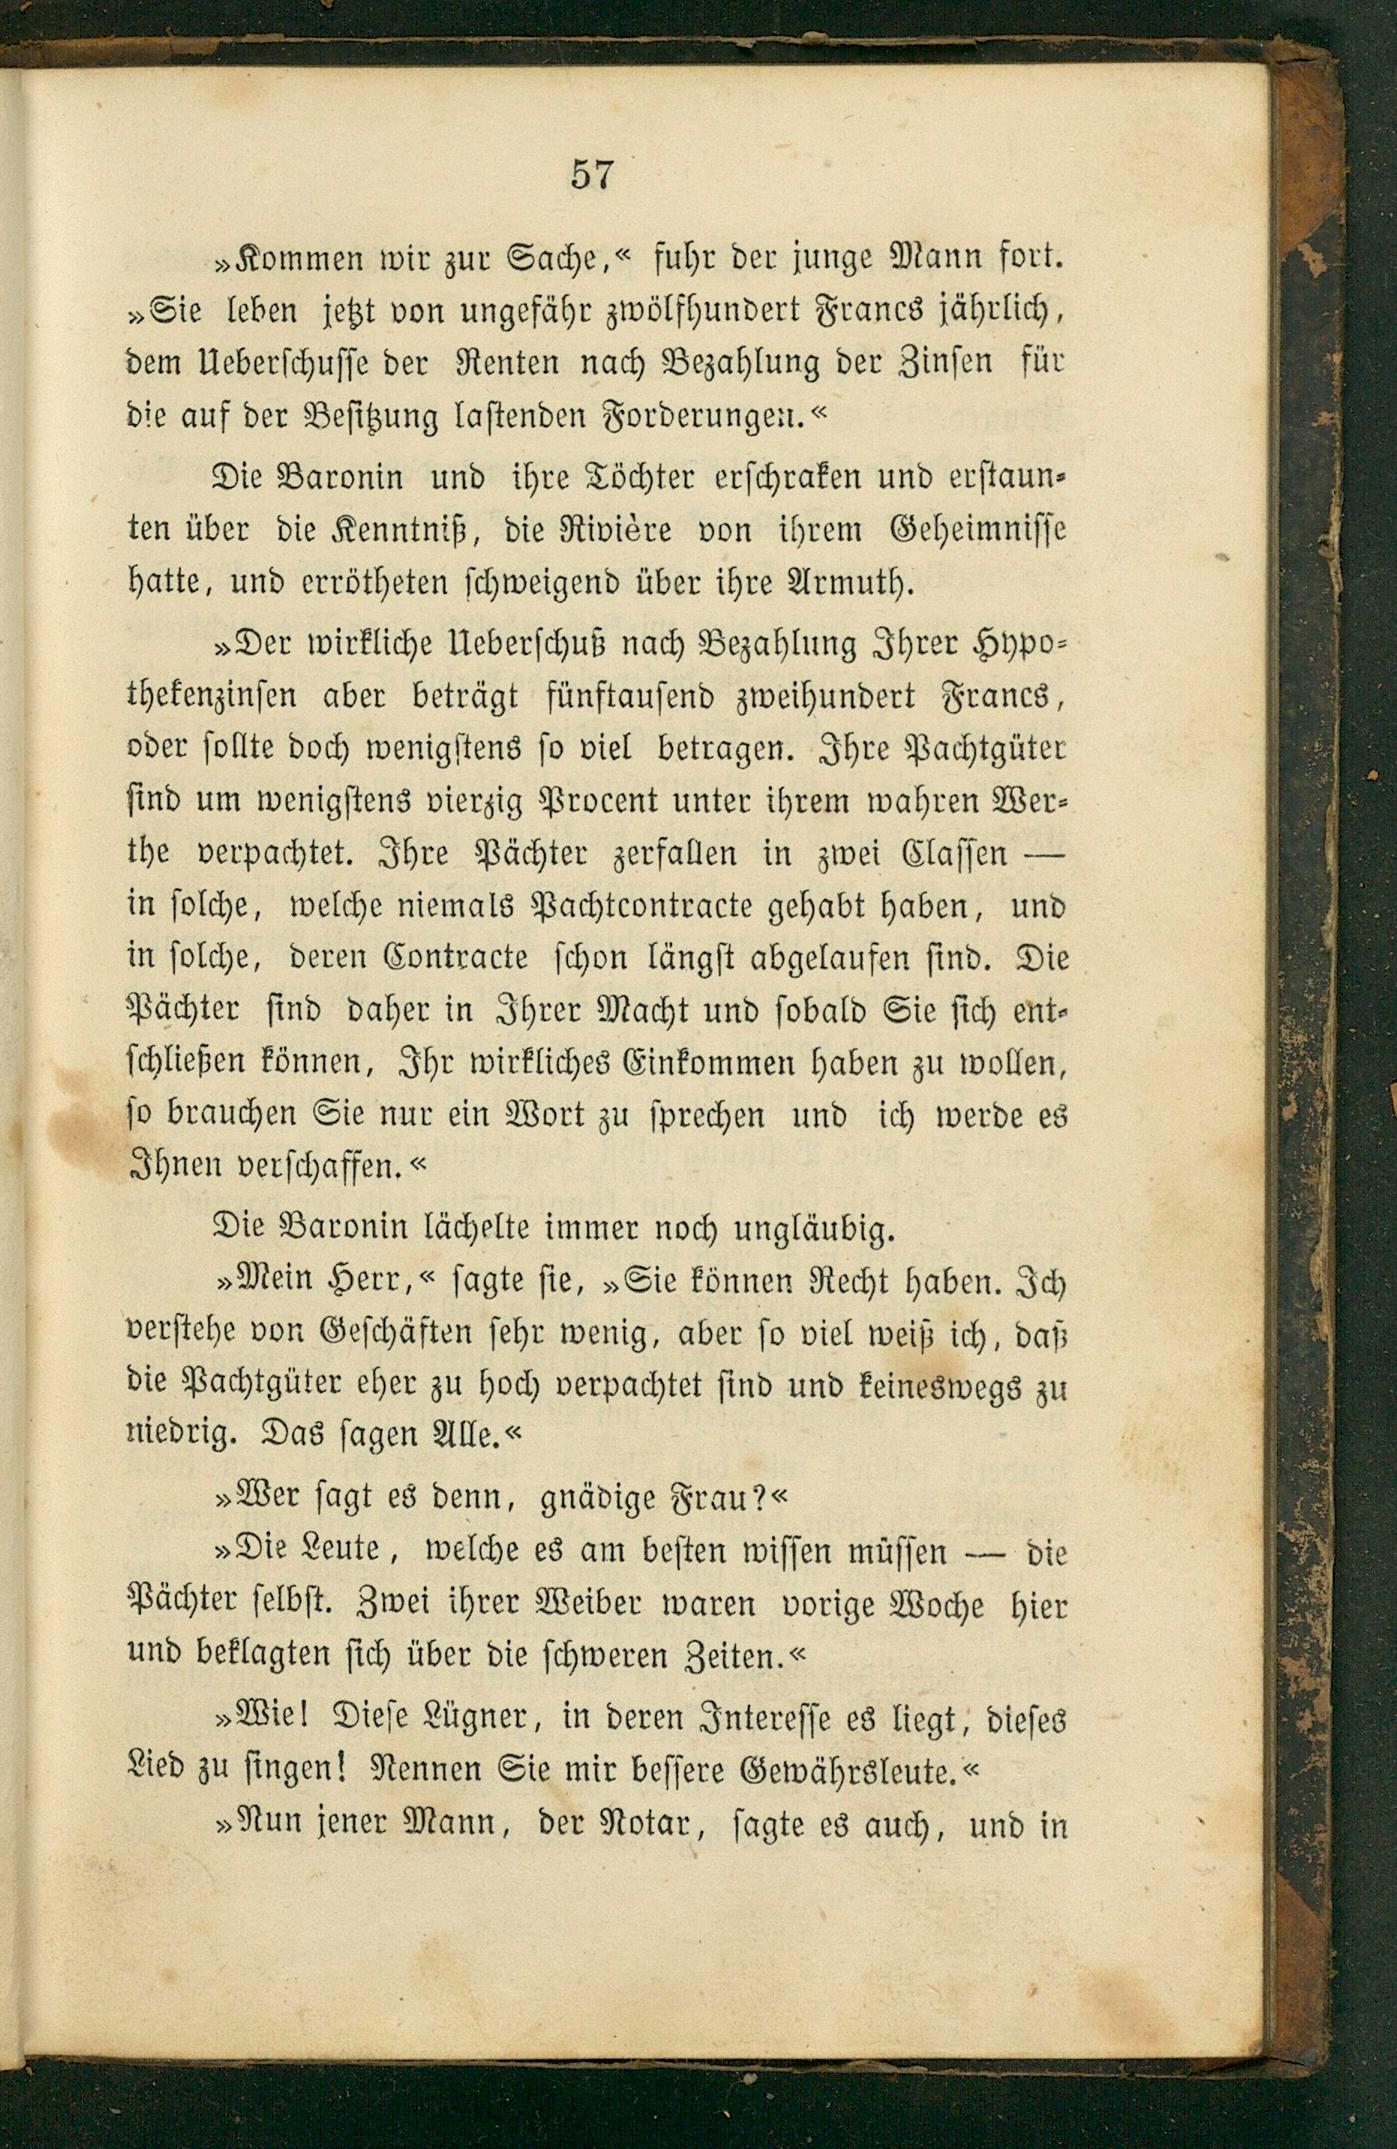 57
»Kommen wir zur Sache,« fuhr der junge Mann fort.
»Sie leben jetzt von ungefähr zwölfhundert Francs jährlich,
dem Ueberschusse der Renten nach Bezahlung der Zinsen für
die auf der Besitzung lastenden Forderungen.«
Die Baronin und ihre Töchter erschraken und erstaun-
ten über die Kenntniß, die Rivière von ihrem Geheimnisse
hatte, und errötheten schweigend über ihre Armuth.
»Der wirkliche Ueberschuß nach Bezahlung Ihrer Hypo-
thekenzinsen aber beträgt fünftausend zweihundert Francs,
oder sollte doch wenigstens so viel betragen. Ihre Pachtgüter
sind um wenigstens vierzig Procent unter ihrem wahren Wer-
the verpachtet. Ihre Pächter zerfallen in zwei Classen —
in solche, welche niemals Pachtcontracte gehabt haben, und
in solche, deren Contracte schon längst abgelaufen sind. Die
Pächter sind daher in Ihrer Macht und sobald Sie sich ent-
schließen können, Ihr wirkliches Einkommen haben zu wollen,
so brauchen Sie nur ein Wort zu sprechen und ich werde es
Ihnen verschaffen.«
Die Baronin lächelte immer noch ungläubig.
»Mein Herr,« sagte sie, »Sie können Recht haben. Ich
verstehe von Geschäften sehr wenig, aber so viel weiß ich, daß
die Pachtgüter eher zu hoch verpachtet sind und keineswegs zu
niedrig. Das sagen Alle.«
»Wer sagt es denn, gnädige Frau?«
»Die Leute, welche es am besten wissen müssen — die
Pächter selbst. Zwei ihrer Weiber waren vorige Woche hier
und beklagten sich über die schweren Zeiten.«
»Wie! Diese Lügner, in deren Interesse es liegt, dieses
Lied zu singen! Nennen Sie mir bessere Gewährsleute.«
»Nun jener Mann, der Notar, sagte es auch, und in